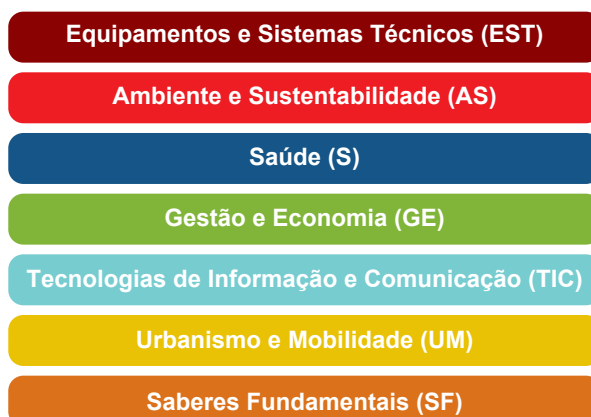 Equipamentos e Sistemas Técnicos (EST)
Ambiente e Sustentabilidade (AS)
Saúde (S)
Gestão e Economia (GE)
Tecnologias de Informação e Comunicação (TIC)
Urbanismo e Mobilidade (UM)
Saberes Fundamentais (SF)